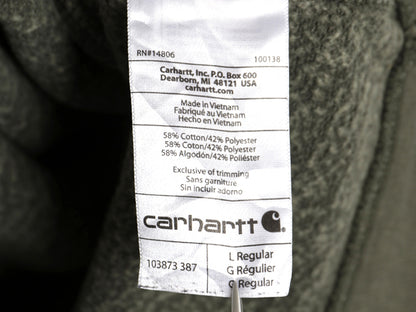 RN#14806 100138
Carhartt, Inc. P.O. Box 600
Dearborn, MI 48121 USA
carhartt.com
Made in Vietnam
Fabriqué au Vietnam
Hecho en Vietnam
58% Cotton/42% Polyester
58% Coton/42% Polyester
58% Algodón/42% Poliéster
Exclusive of trimming
Sans garniture
Sin incluir adorno
carhartt
103873 387
L Regular
G Régulier
G Regular